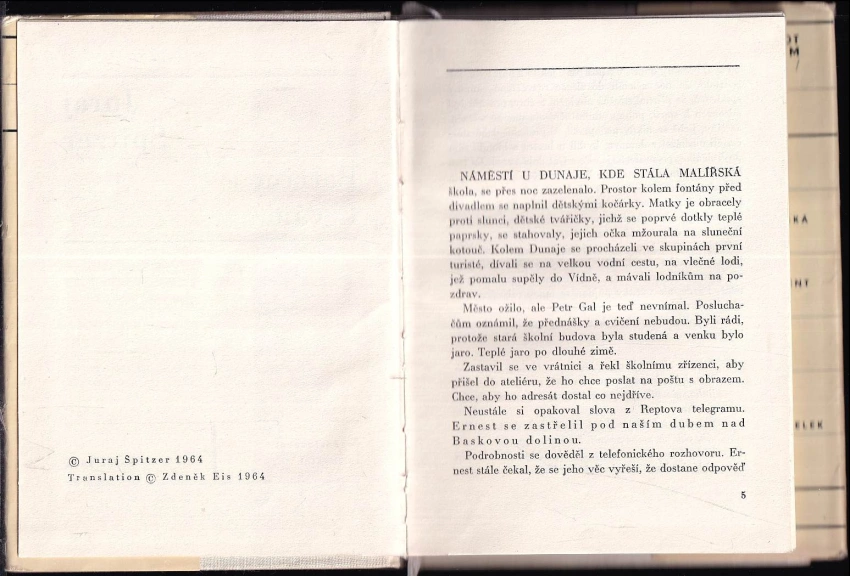 © Juraj Špitzer 1964
Translation © Zdeněk Eis 1964
NÁMĚSTÍ U DUNAJE, KDE STÁLA MALÍŘSKÁ
škola, se přes noc zazelenalo. Prostor kolem fontány před
divadlem se naplnil dětskými kočárky. Matky je obracely
proti slunci, dětské tvářičky, jichž se poprvé dotkly teplé
paprsky, se stahovaly, jejich očka mžourala na sluneční
kotouč. Kolem Dunaje se procházeli ve skupinách první
turisté, dívali se na velkou vodní cestu, na vlečné lodi,
jež pomalu supěly do Vídně, a mávali lodníkům na po-
zdrav.
Město ožilo, ale Petr Gal je teď nevnímal. Poslucha-
čům oznámil, že přednášky a cvičení nebudou. Byli rádi,
protože stará školní budova byla studená a venku bylo
jaro. Teplé jaro po dlouhé zimě.
Zastavil se ve vrátnici a řekl školnímu zřízenci, aby
přišel do ateliéru, že ho chce poslat na poštu s obrazem.
Chce, aby ho adresát dostal co nejdříve.
Neustále si opakoval slova z Reptova telegramu.
Ernest se zastřelil pod naším dubem nad
Baskovou dolinou.
Podrobnosti se dověděl z telefonického rozhovoru. Er-
nest stále čekal, že se jeho věc vyřeší, že dostane odpověď
5